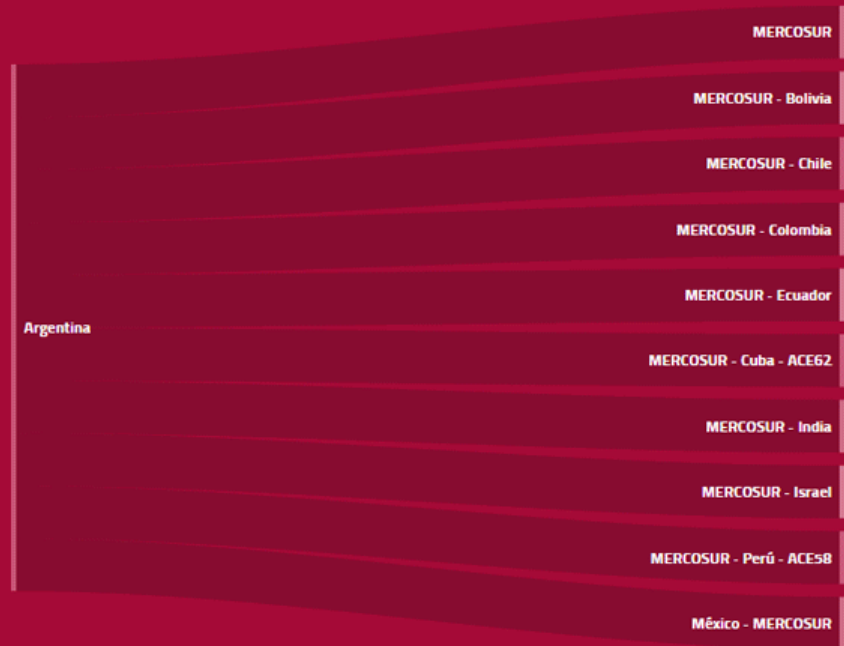 MERCOSUR
MERCOSUR - Bolivia
MERCOSUR - Chile
MERCOSUR - Colombia
MERCOSUR - Ecuador
Argentina
MERCOSUR - Cuba - ACE62
MERCOSUR - India
MERCOSUR - Israel
MERCOSUR - Perú - ACE58
México - MERCOSUR